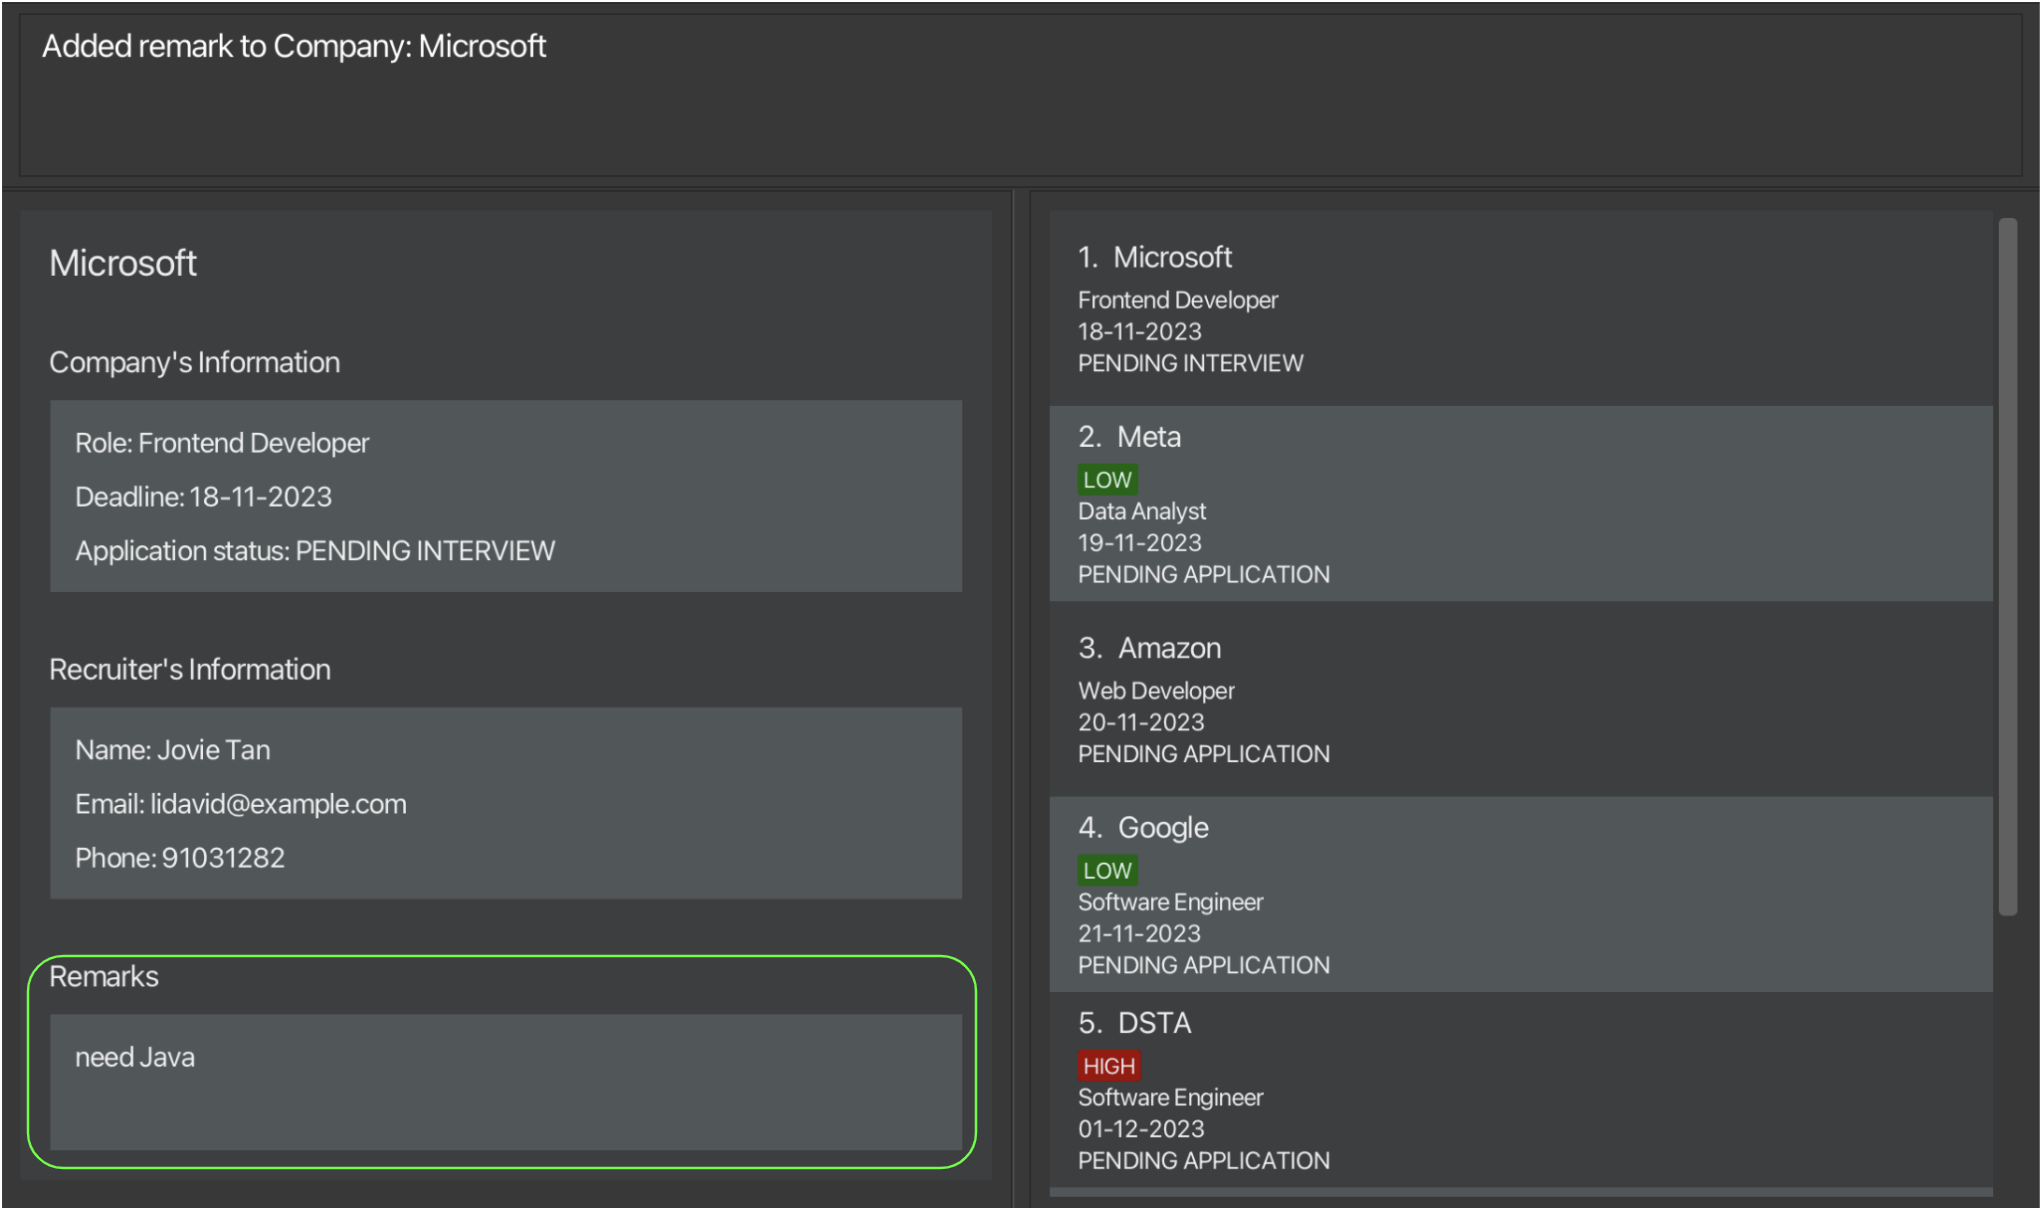 Added remark to Company: Microsoft
Microsoft
Company's Information
Role: Frontend Developer
Deadline: 18-11-2023
Application status: PENDING INTERVIEW
Recruiter's Information
Name: Jovie Tan
Email: lidavid@example.com
Phone: 91031282
Remarks
need Java
1. Microsoft
Frontend Developer
18-11-2023
PENDING INTERVIEW
2. Meta
LOW
Data Analyst
19-11-2023
PENDING APPLICATION
3. Amazon
Web Developer
20-11-2023
PENDING APPLICATION
4. Google
LOW
Software Engineer
21-11-2023
PENDING APPLICATION
5. DSTA
HIGH
Software Engineer
01-12-2023
PENDING APPLICATION